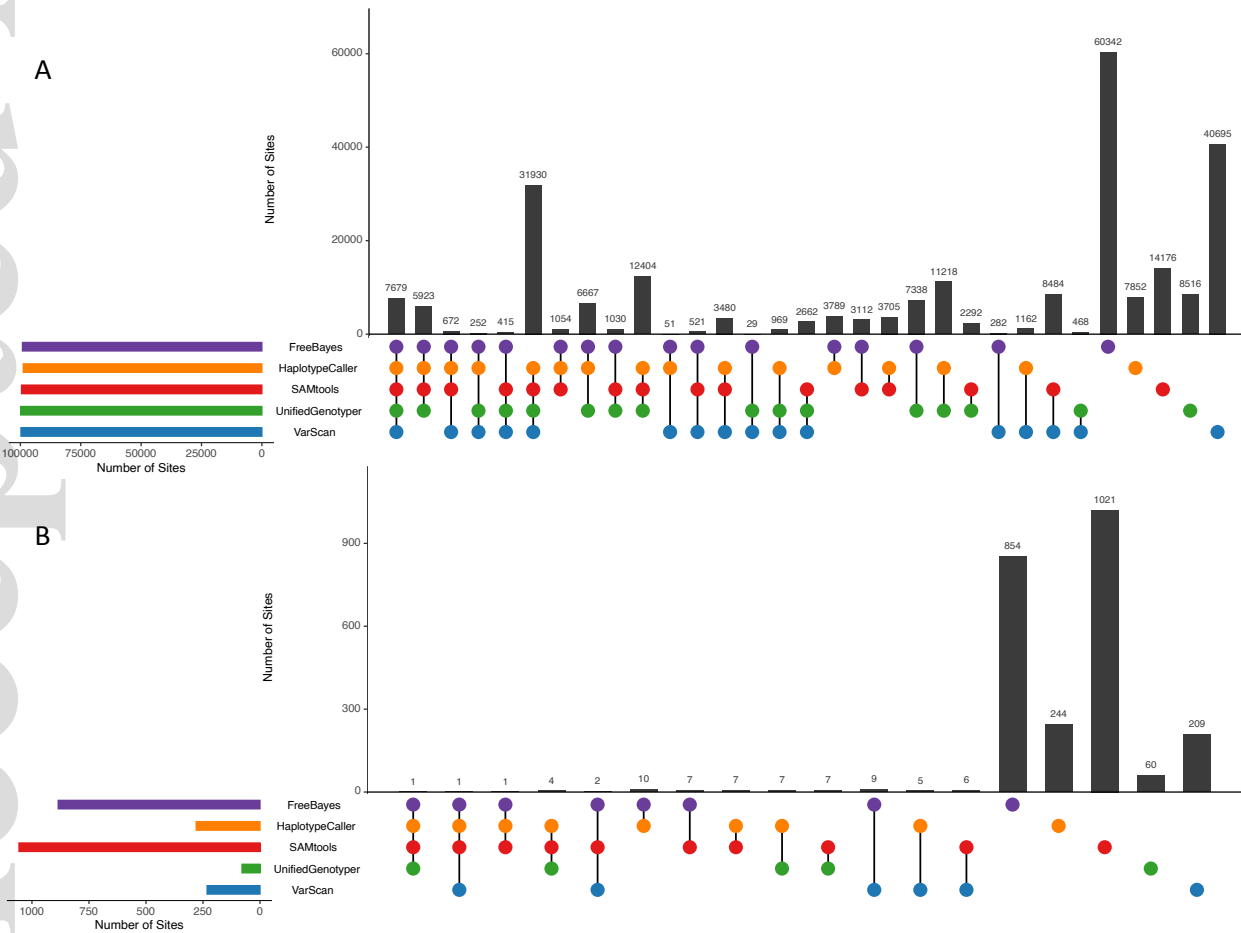 A
Number of Sites
60000
40000
20000
0
7679 5923 672 252 415 31930 1054 6667 1030 12404 51 521 3480 29 969 2662 3789 3112 3705 7338 11218 2292 282 1162 8484 468 60342 7852 14176 8516 40695
FreeBayes
HaplotypeCaller
SAMtools
UnifiedGenotyper
VarScan
100000 75000 50000 25000 0
Number of Sites
B
Number of Sites
900
600
300
0
1 1 1 4 2 10 7 7 7 7 9 5 6 854 244 1021 60 209
FreeBayes
HaplotypeCaller
SAMtools
UnifiedGenotyper
VarScan
1000 750 500 250 0
Number of Sites